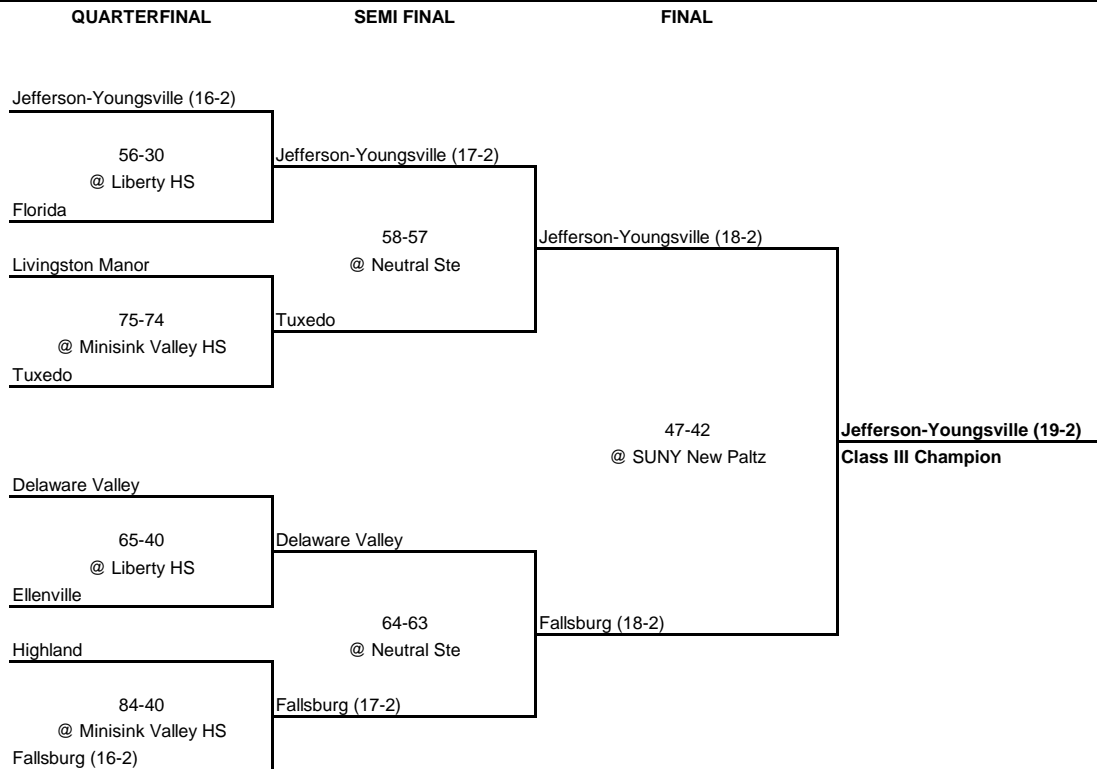 QUARTERFINAL SEMI FINAL FINAL
Jefferson-Youngsville (16-2)
56-30 Jefferson-Youngsville (17-2)
@ Liberty HS
Florida
58-57 Jefferson-Youngsville (18-2)
Livingston Manor @ Neutral Ste
75-74 Tuxedo
@ Minisink Valley HS
Tuxedo
47-42 Jefferson-Youngsville (19-2)
@ SUNY New Paltz Class III Champion
Delaware Valley
65-40 Delaware Valley
@ Liberty HS
Ellenville
64-63 Fallsburg (18-2)
Highland @ Neutral Ste
84-40 Fallsburg (17-2)
@ Minisink Valley HS
Fallsburg (16-2)